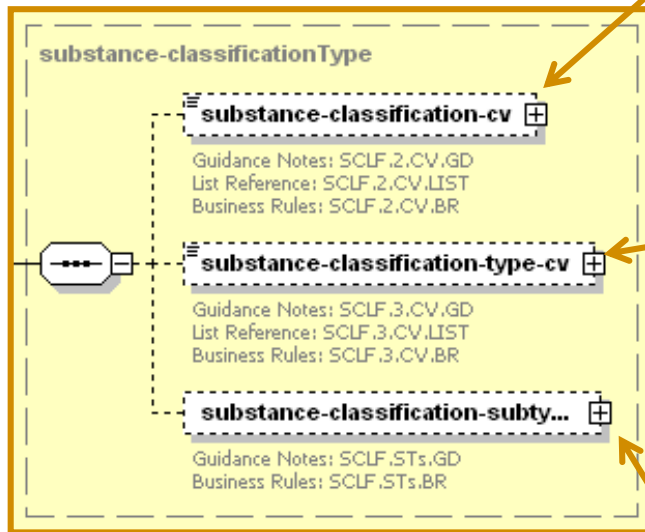 substance-classificationType
substance-classification-cv
Guidance Notes: SCLF.2.CV.GD
List Reference: SCLF.2.CV.LIST
Business Rules: SCLF.2.CV.BR
substance-classification-type-cv
Guidance Notes: SCLF.3.CV.GD
List Reference: SCLF.3.CV.LIST
Business Rules: SCLF.3.CV.BR
substance-classification-subty...
Guidance Notes: SCLF.STs.GD
Business Rules: SCLF.STs.BR